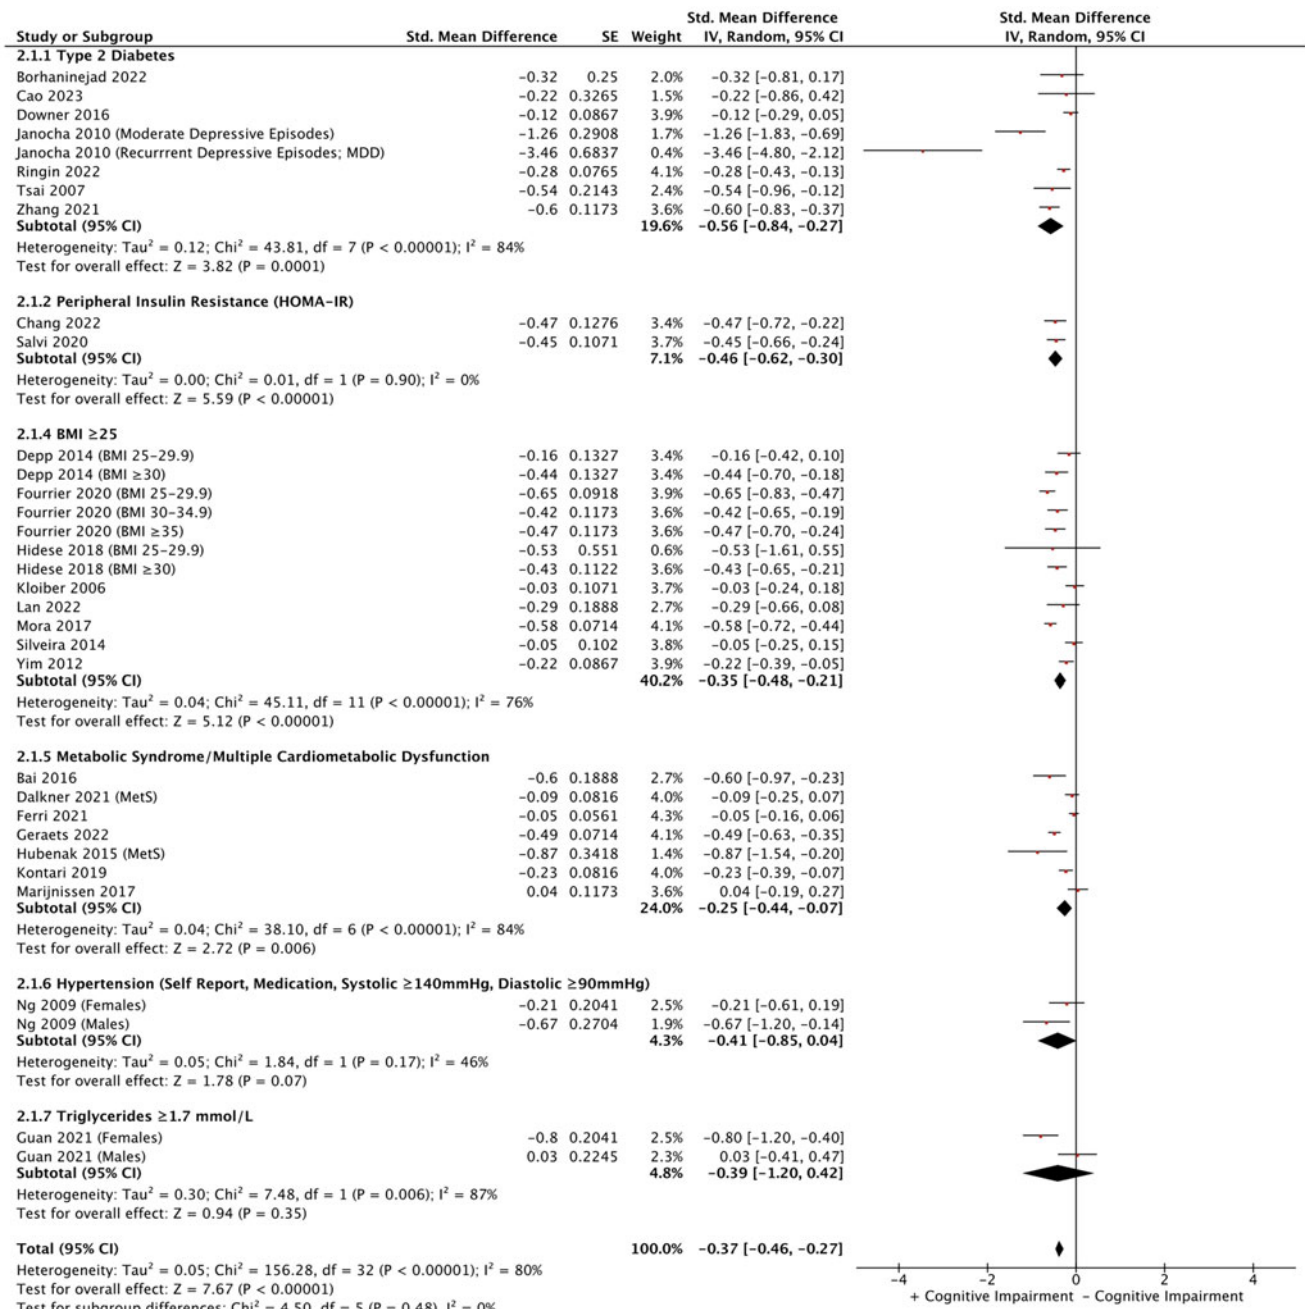 Std. Mean Difference Std. Mean Difference
Study or Subgroup Std. Mean Difference SE Weight IV, Random, 95% CI IV, Random, 95% CI
2.1.1 Type 2 Diabetes
Borhaninejad 2022 −0.32 0.25 2.0% −0.32 [−0.81, 0.17]
Cao 2023 −0.22 0.3265 1.5% −0.22 [−0.86, 0.42]
Downer 2016 −0.12 0.0867 3.9% −0.12 [−0.29, 0.05]
Janocha 2010 (Moderate Depressive Episodes) −1.26 0.2908 1.7% −1.26 [−1.83, −0.69]
Janocha 2010 (Recurrrent Depressive Episodes; MDD) −3.46 0.6837 0.4% −3.46 [−4.80, −2.12]
Ringin 2022 −0.28 0.0765 4.1% −0.28 [−0.43, −0.13]
Tsai 2007 −0.54 0.2143 2.4% −0.54 [−0.96, −0.12]
Zhang 2021 −0.6 0.1173 3.6% −0.60 [−0.83, −0.37]
Subtotal (95% CI) 19.6% −0.56 [−0.84, −0.27]
Heterogeneity: Tau² = 0.12; Chi² = 43.81, df = 7 (P < 0.00001); I² = 84%
Test for overall effect: Z = 3.82 (P = 0.0001)
2.1.2 Peripheral Insulin Resistance (HOMA−IR)
Chang 2022 −0.47 0.1276 3.4% −0.47 [−0.72, −0.22]
Salvi 2020 −0.45 0.1071 3.7% −0.45 [−0.66, −0.24]
Subtotal (95% CI) 7.1% −0.46 [−0.62, −0.30]
Heterogeneity: Tau² = 0.00; Chi² = 0.01, df = 1 (P = 0.90); I² = 0%
Test for overall effect: Z = 5.59 (P < 0.00001)
2.1.4 BMI ≥25
Depp 2014 (BMI 25−29.9) −0.16 0.1327 3.4% −0.16 [−0.42, 0.10]
Depp 2014 (BMI ≥30) −0.44 0.1327 3.4% −0.44 [−0.70, −0.18]
Fourrier 2020 (BMI 25−29.9) −0.65 0.0918 3.9% −0.65 [−0.83, −0.47]
Fourrier 2020 (BMI 30−34.9) −0.42 0.1173 3.6% −0.42 [−0.65, −0.19]
Fourrier 2020 (BMI ≥35) −0.47 0.1173 3.6% −0.47 [−0.70, −0.24]
Hidese 2018 (BMI 25−29.9) −0.53 0.551 0.6% −0.53 [−1.61, 0.55]
Hidese 2018 (BMI ≥30) −0.43 0.1122 3.6% −0.43 [−0.65, −0.21]
Kloiber 2006 −0.03 0.1071 3.7% −0.03 [−0.24, 0.18]
Lan 2022 −0.29 0.1888 2.7% −0.29 [−0.66, 0.08]
Mora 2017 −0.58 0.0714 4.1% −0.58 [−0.72, −0.44]
Silveira 2014 −0.05 0.102 3.8% −0.05 [−0.25, 0.15]
Yim 2012 −0.22 0.0867 3.9% −0.22 [−0.39, −0.05]
Subtotal (95% CI) 40.2% −0.35 [−0.48, −0.21]
Heterogeneity: Tau² = 0.04; Chi² = 45.11, df = 11 (P < 0.00001); I² = 76%
Test for overall effect: Z = 5.12 (P < 0.00001)
2.1.5 Metabolic Syndrome/Multiple Cardiometabolic Dysfunction
Bai 2016 −0.6 0.1888 2.7% −0.60 [−0.97, −0.23]
Dalkner 2021 (MetS) −0.09 0.0816 4.0% −0.09 [−0.25, 0.07]
Ferri 2021 −0.05 0.0561 4.3% −0.05 [−0.16, 0.06]
Geraets 2022 −0.49 0.0714 4.1% −0.49 [−0.63, −0.35]
Hubenak 2015 (MetS) −0.87 0.3418 1.4% −0.87 [−1.54, −0.20]
Kontari 2019 −0.23 0.0816 4.0% −0.23 [−0.39, −0.07]
Marijnissen 2017 0.04 0.1173 3.6% 0.04 [−0.19, 0.27]
Subtotal (95% CI) 24.0% −0.25 [−0.44, −0.07]
Heterogeneity: Tau² = 0.04; Chi² = 38.10, df = 6 (P < 0.00001); I² = 84%
Test for overall effect: Z = 2.72 (P = 0.006)
2.1.6 Hypertension (Self Report, Medication, Systolic ≥140mmHg, Diastolic ≥90mmHg)
Ng 2009 (Females) −0.21 0.2041 2.5% −0.21 [−0.61, 0.19]
Ng 2009 (Males) −0.67 0.2704 1.9% −0.67 [−1.20, −0.14]
Subtotal (95% CI) 4.3% −0.41 [−0.85, 0.04]
Heterogeneity: Tau² = 0.05; Chi² = 1.84, df = 1 (P = 0.17); I² = 46%
Test for overall effect: Z = 1.78 (P = 0.07)
2.1.7 Triglycerides ≥1.7 mmol/L
Guan 2021 (Females) −0.8 0.2041 2.5% −0.80 [−1.20, −0.40]
Guan 2021 (Males) 0.03 0.2245 2.3% 0.03 [−0.41, 0.47]
Subtotal (95% CI) 4.8% −0.39 [−1.20, 0.42]
Heterogeneity: Tau² = 0.30; Chi² = 7.48, df = 1 (P = 0.006); I² = 87%
Test for overall effect: Z = 0.94 (P = 0.35)
Total (95% CI) 100.0% −0.37 [−0.46, −0.27]
Heterogeneity: Tau² = 0.05; Chi² = 156.28, df = 32 (P < 0.00001); I² = 80%
Test for overall effect: Z = 7.67 (P < 0.00001)
Test for subgroup differences: Chi² = 4.50, df = 5 (P = 0.48), I² = 0%
−4 −2 0 2 4
+ Cognitive Impairment − Cognitive Impairment